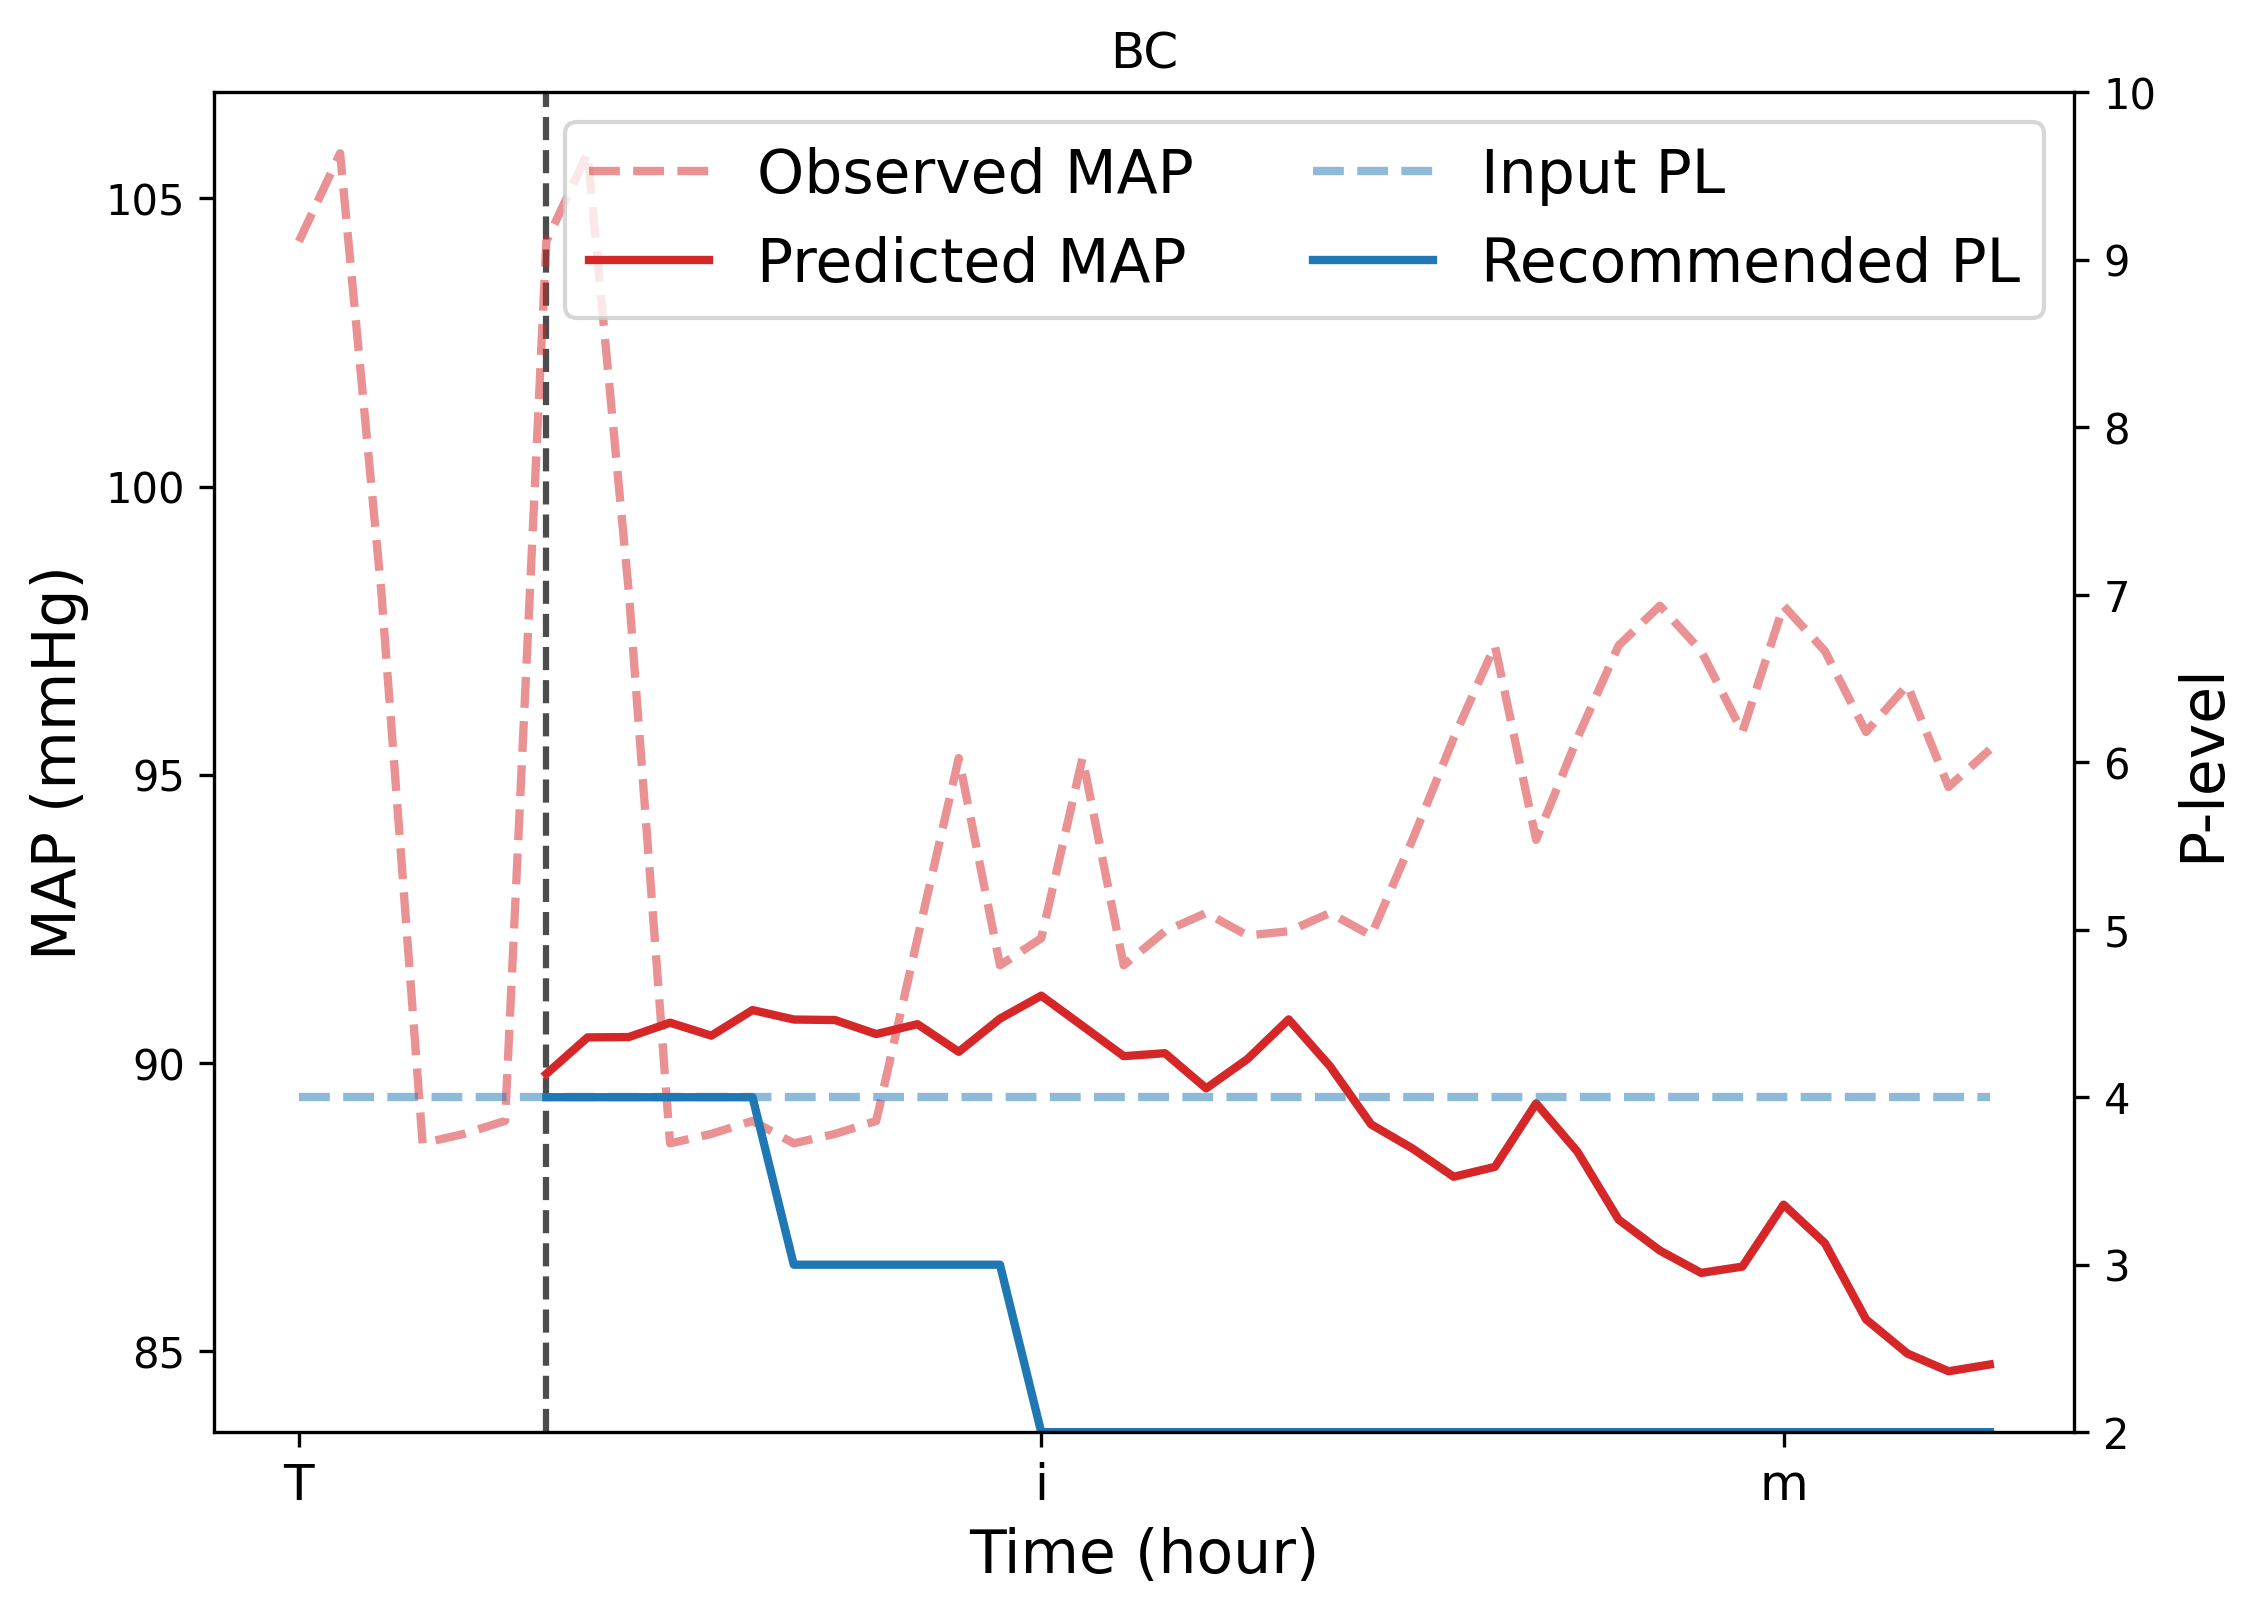 BC
Observed MAP
Predicted MAP
Input PL
Recommended PL
MAP (mmHg)
105
100
95
90
85
10
9
8
7
6
5
4
3
2
P-level
T
i
m
Time (hour)